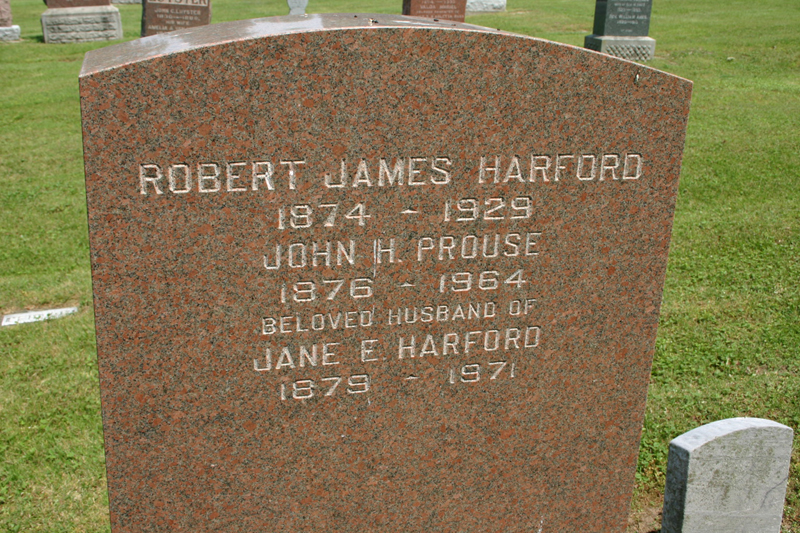 ROBERT JAMES HARFORD
1874 - 1929
JOHN H. PROUSE
1876 - 1964
BELOVED HUSBAND OF
JANE E. HARFORD
1879 - 1971